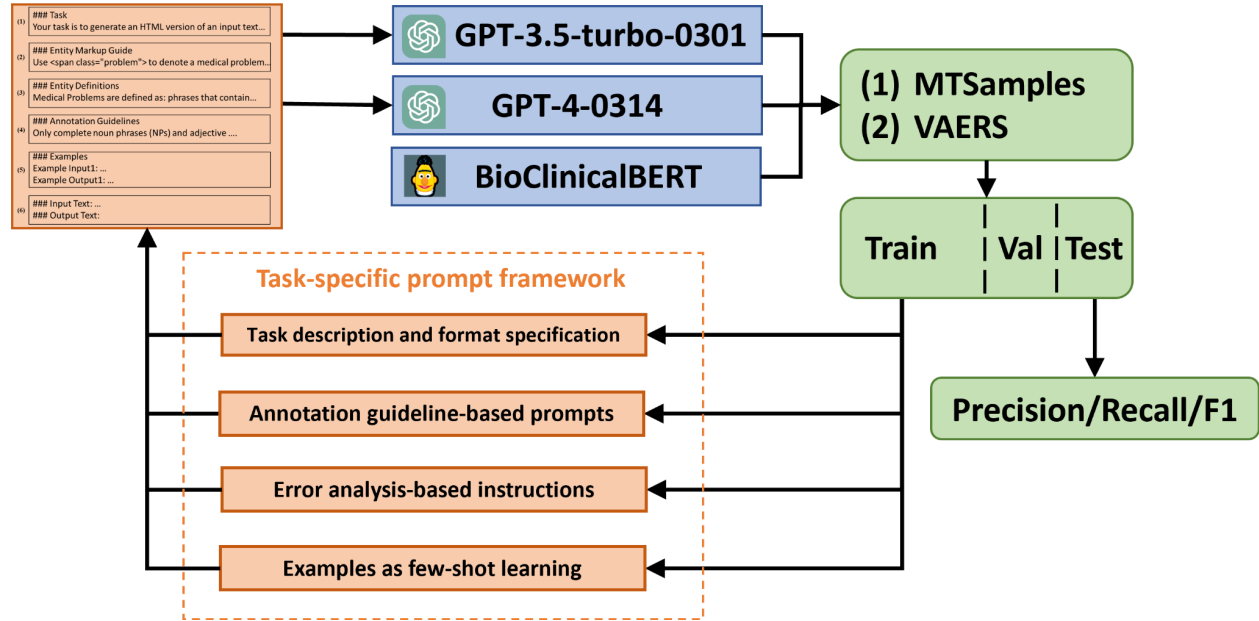 (1) ### Task
Your task is to generate an HTML version of an input text...
(2) ### Entity Markup Guide
Use <span class="problem"> to denote a medical problem...
(3) ### Entity Definitions
Medical Problems are defined as: phrases that contain...
(4) ### Annotation Guidelines
Only complete noun phrases (NPs) and adjective ....
(5) ### Examples
Example Input1: ...
Example Output1: ...
(6) ### Input Text: ...
### Output Text:
GPT-3.5-turbo-0301
GPT-4-0314
BioClinicalBERT
(1) MTSamples
(2) VAERS
Train Val Test
Precision/Recall/F1
Task-specific prompt framework
Task description and format specification
Annotation guideline-based prompts
Error analysis-based instructions
Examples as few-shot learning